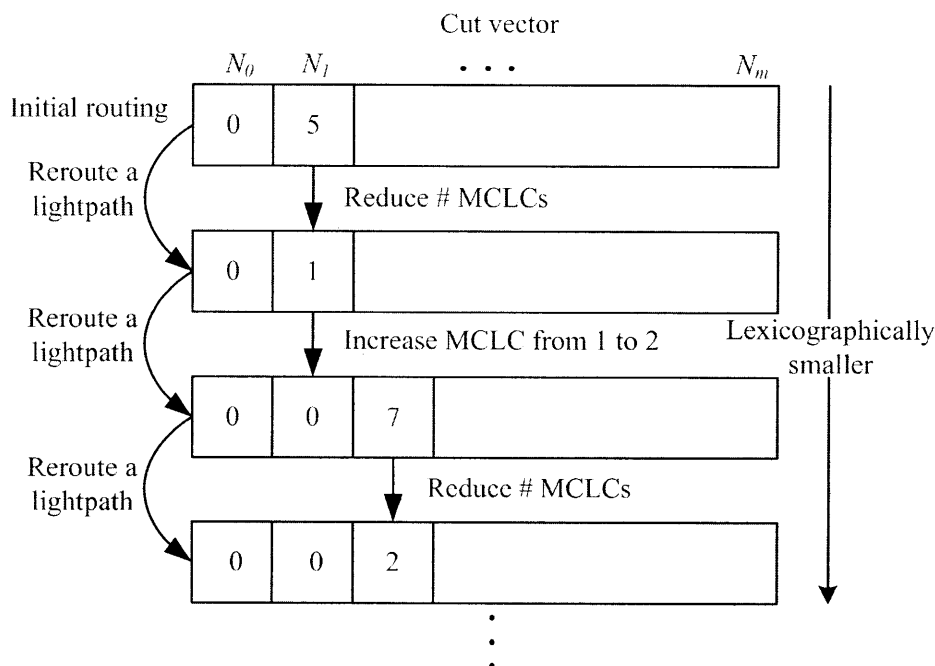 Cut vector
N0 N1 . . . Nm
Initial routing
0 5
Reroute a
lightpath
Reduce # MCLCs
0 1
Reroute a
lightpath
Increase MCLC from 1 to 2
Lexicographically
smaller
0 0 7
Reroute a
lightpath
Reduce # MCLCs
0 0 2